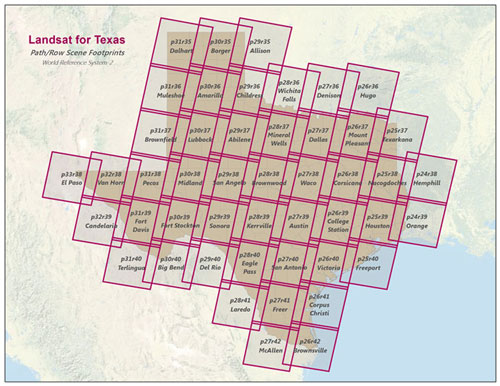 Landsat for Texas
Path/Row Scene Footprints
World Reference System-2
p31r35
Dalhart
p30r35
Borger
p29r35
Allison
p31r36
Muleshoe
p30r36
Amarillo
p29r36
Childress
p28r36
Wichita
Falls
p27r36
Denison
p26r36
Hugo
p31r37
Brownfield
p30r37
Lubbock
p29r37
Abilene
p28r37
Mineral
Wells
p27r37
Dallas
p26r37
Mount
Pleasant
p25r37
Texarkana
p33r38
El Paso
p32r38
Van Horn
p31r38
Pecos
p30r38
Midland
p29r38
San Angelo
p28r38
Brownwood
p27r38
Waco
p26r38
Corsicana
p25r38
Nacogdoches
p24r38
Hemphill
p32r39
Candelaria
p31r39
Fort
Davis
p30r39
Fort Stockton
p29r39
Sonora
p28r39
Kerrville
p27r39
Austin
p26r39
College
Station
p25r39
Houston
p24r39
Orange
p31r40
Terlingua
p30r40
Big Bend
p29r40
Del Rio
p28r40
Eagle
Pass
p27r40
San Antonio
p26r40
Victoria
p25r40
Freeport
p28r41
Laredo
p27r41
Freer
p26r41
Corpus
Christi
p27r42
McAllen
p26r42
Brownsville